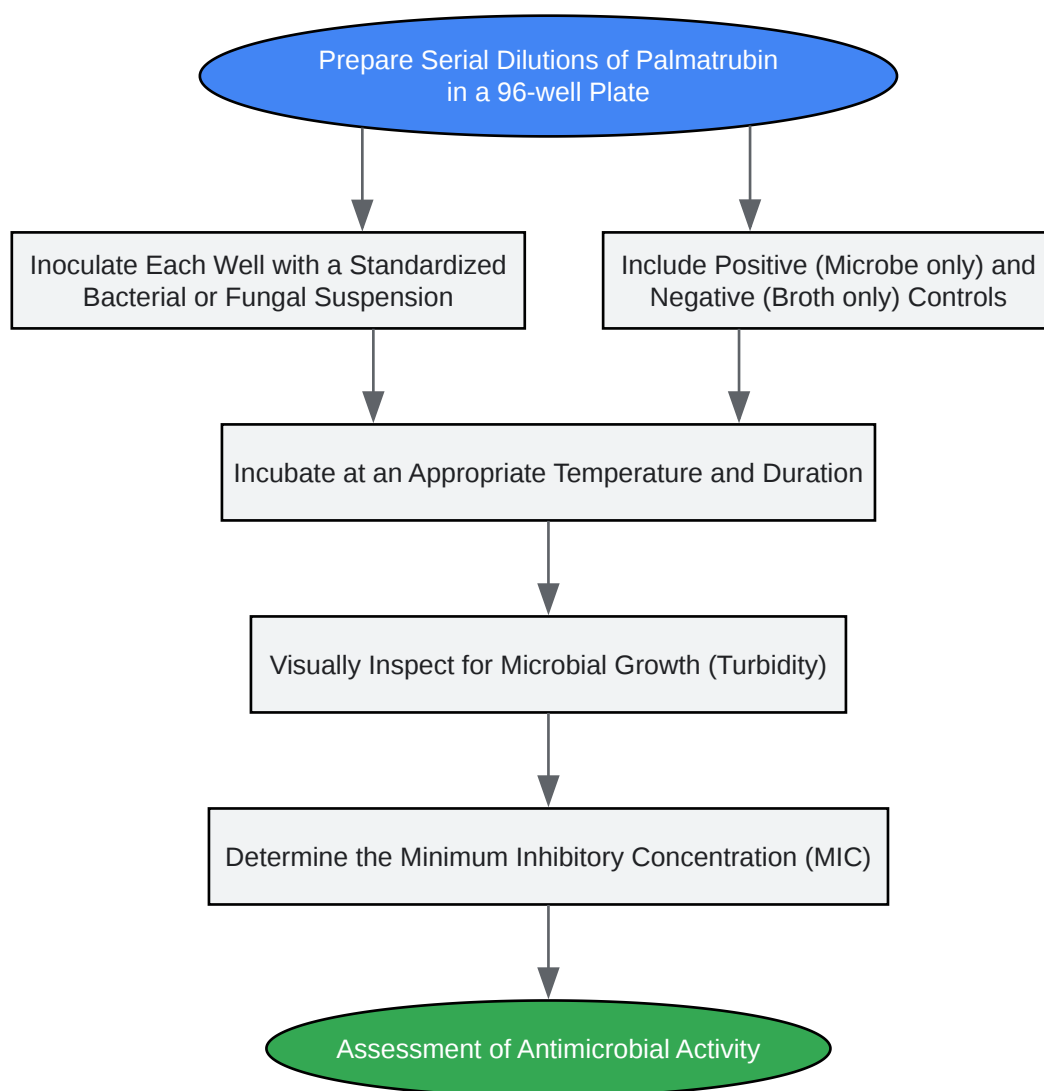 Prepare Serial Dilutions of Palmatrubin
in a 96-well Plate
Inoculate Each Well with a Standardized
Bacterial or Fungal Suspension
Include Positive (Microbe only) and
Negative (Broth only) Controls
Incubate at an Appropriate Temperature and Duration
Visually Inspect for Microbial Growth (Turbidity)
Determine the Minimum Inhibitory Concentration (MIC)
Assessment of Antimicrobial Activity